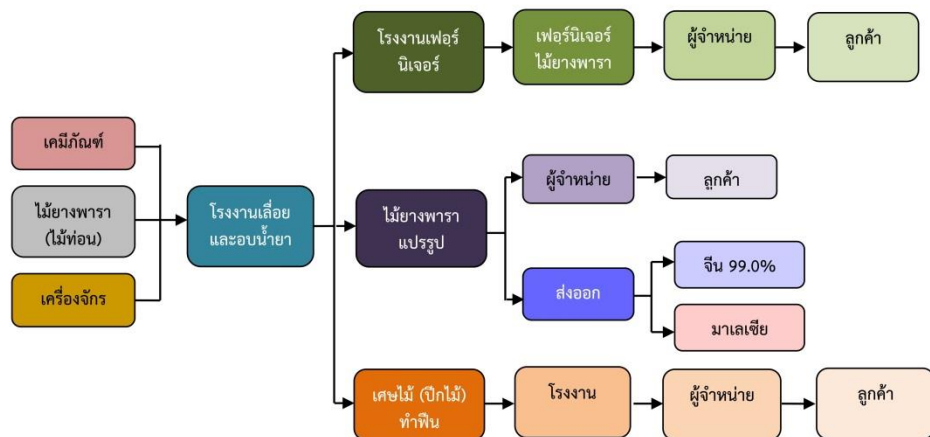 โรงงานเฟอร์
นิเจอร์
เฟอร์นิเจอร์
ไม้ยางพารา
ผู้จำหน่าย
ลูกค้า
เคมีภัณฑ์
ไม้ยางพารา
(ไม้ท่อน)
เครื่องจักร
โรงงานเลื่อย
และอบน้ำยา
ไม้ยางพารา
แปรรูป
ผู้จำหน่าย
ลูกค้า
ส่งออก
จีน 99.0%
มาเลเซีย
เศษไม้ (ปีกไม้)
ทำฟืน
โรงงาน
ผู้จำหน่าย
ลูกค้า